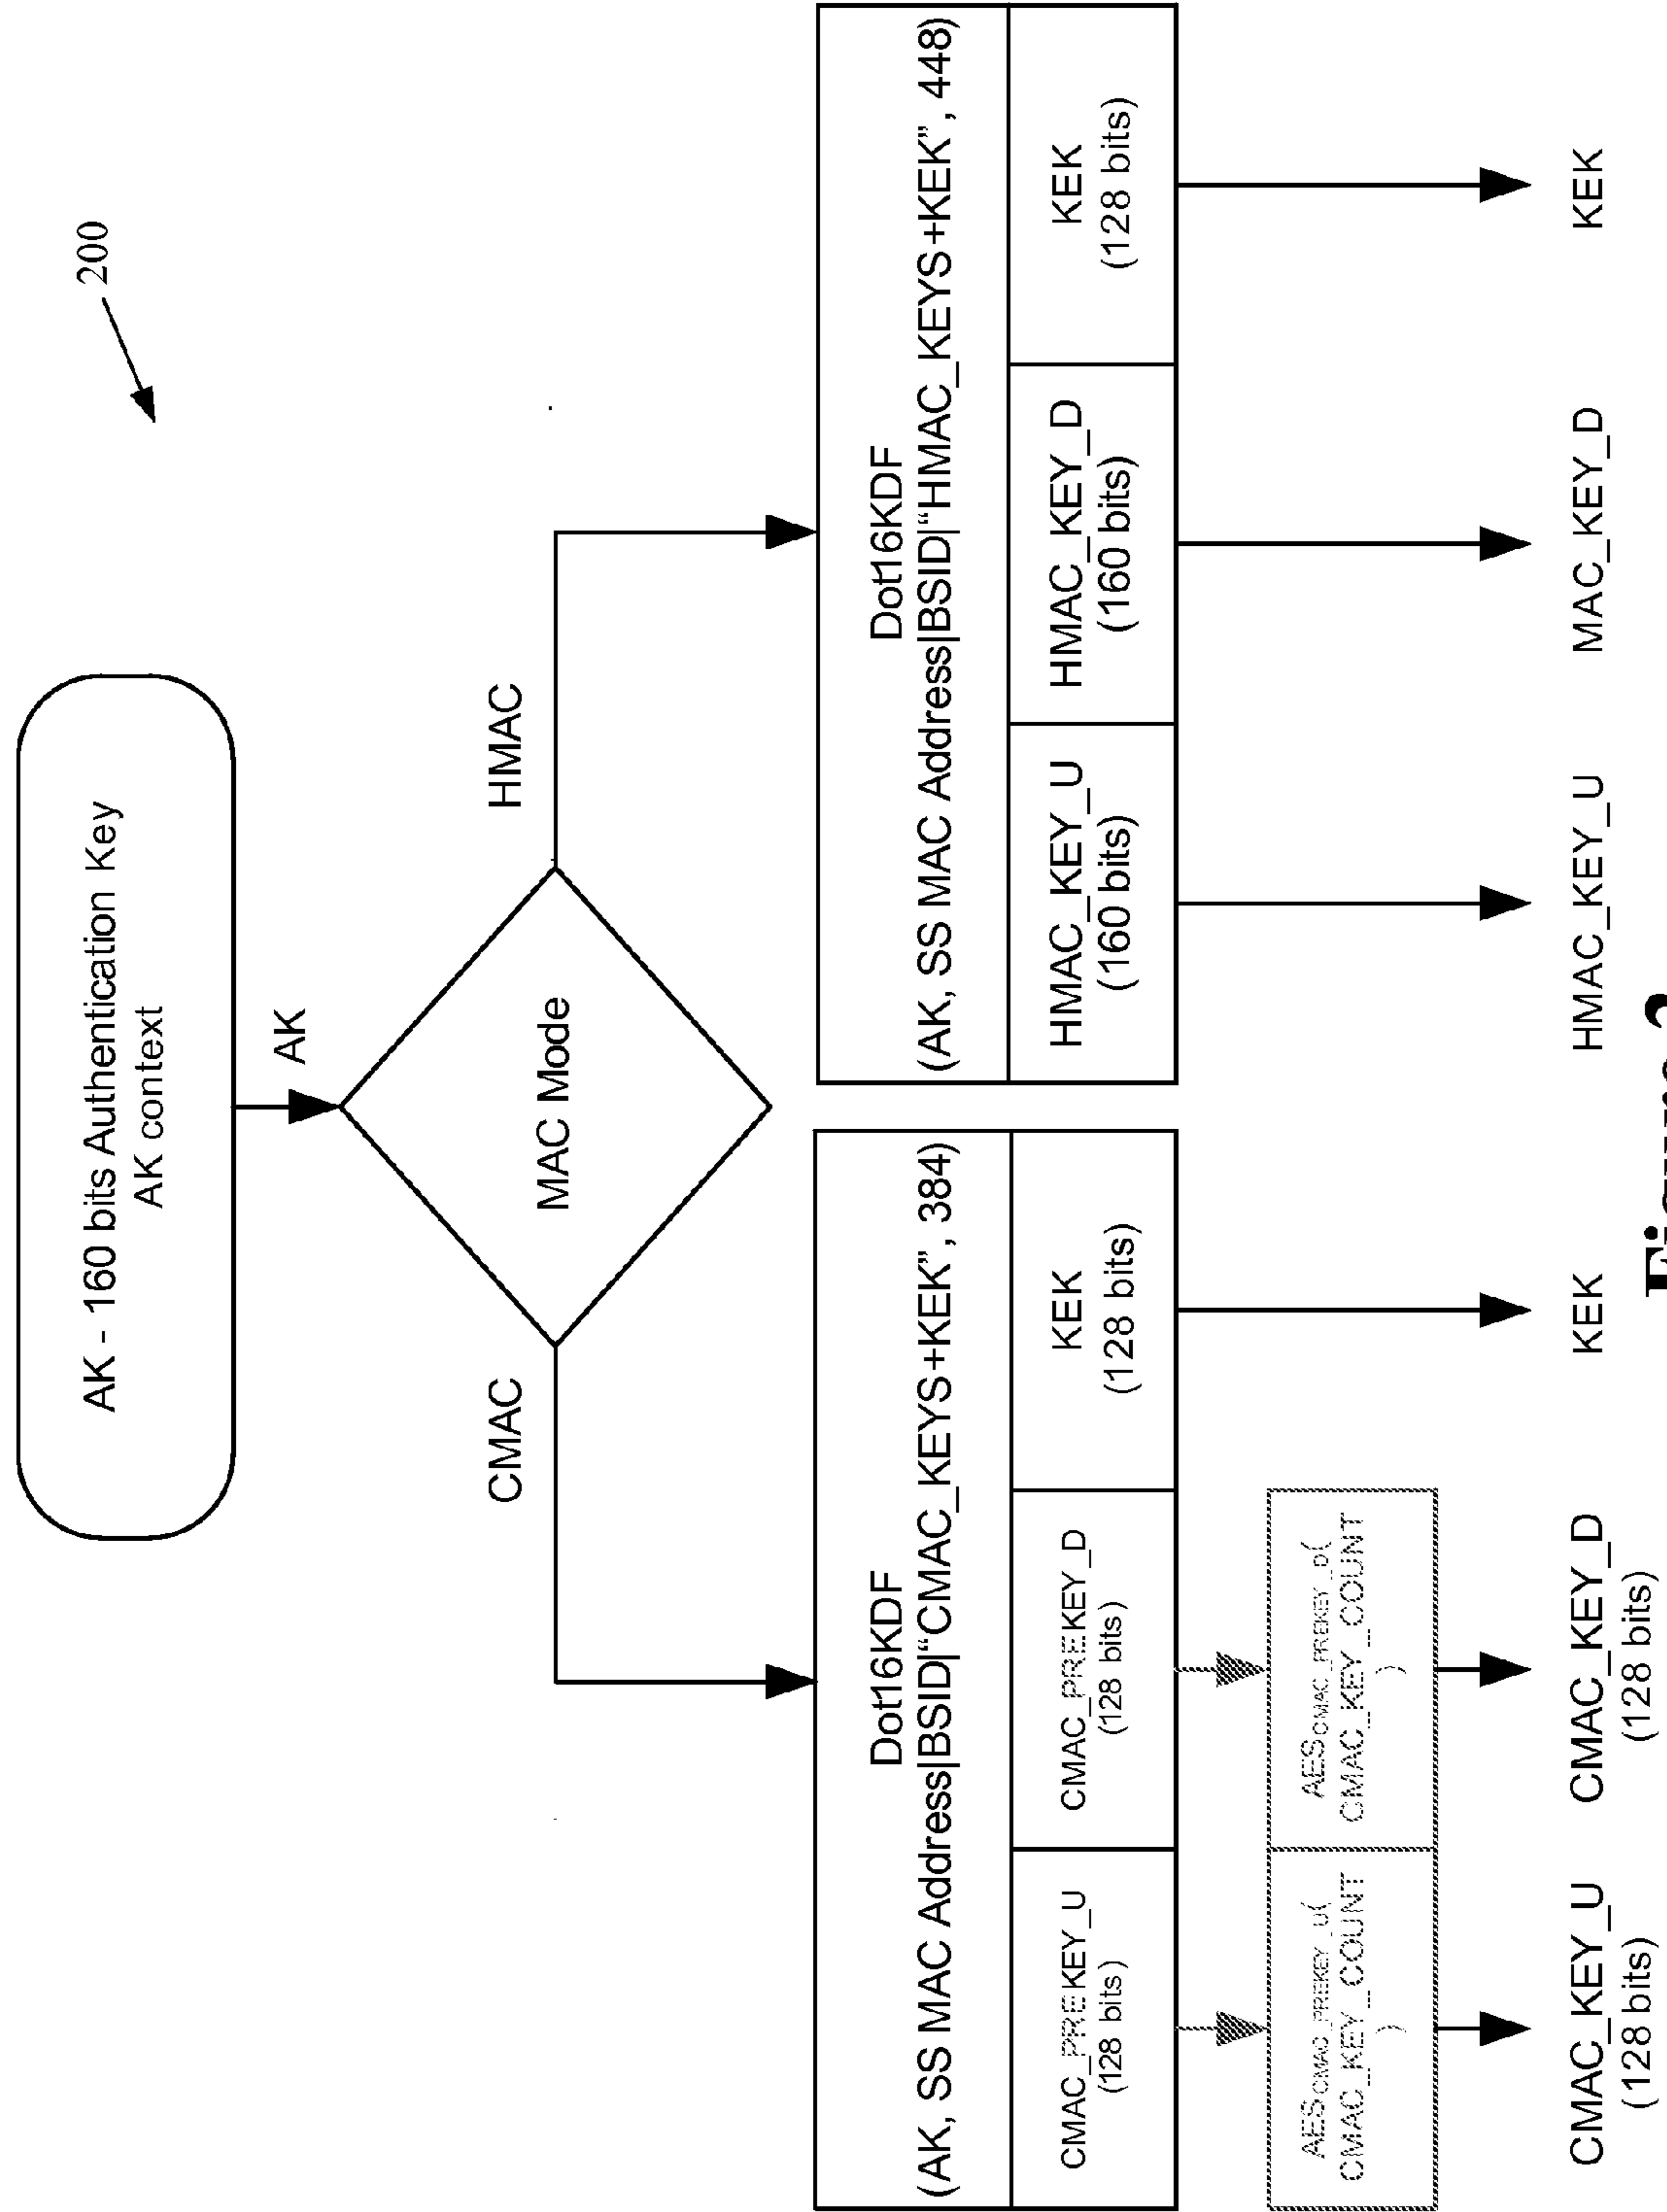 200
AK - 160 bits Authentication Key
AK context
AK
MAC Mode
CMAC
HMAC
Dot16KDF
(AK, SS MAC Address|BSID|“CMAC_KEYS+KEK”, 384)
CMAC_PREKEY_U
(128 bits)
CMAC_PREKEY_D
(128 bits)
KEK
(128 bits)
Dot16KDF
(AK, SS MAC Address|BSID|“HMAC_KEYS+KEK”, 448)
HMAC_KEY_U
(160 bits)
HMAC_KEY_D
(160 bits)
KEK
(128 bits)
AES CMAC_PREKEY_U(
CMAC_KEY_COUNT
)
AES CMAC_PREKEY_D(
CMAC_KEY_COUNT
)
CMAC_KEY_U
(128 bits)
CMAC_KEY_D
(128 bits)
KEK
HMAC_KEY_U
MAC_KEY_D
KEK